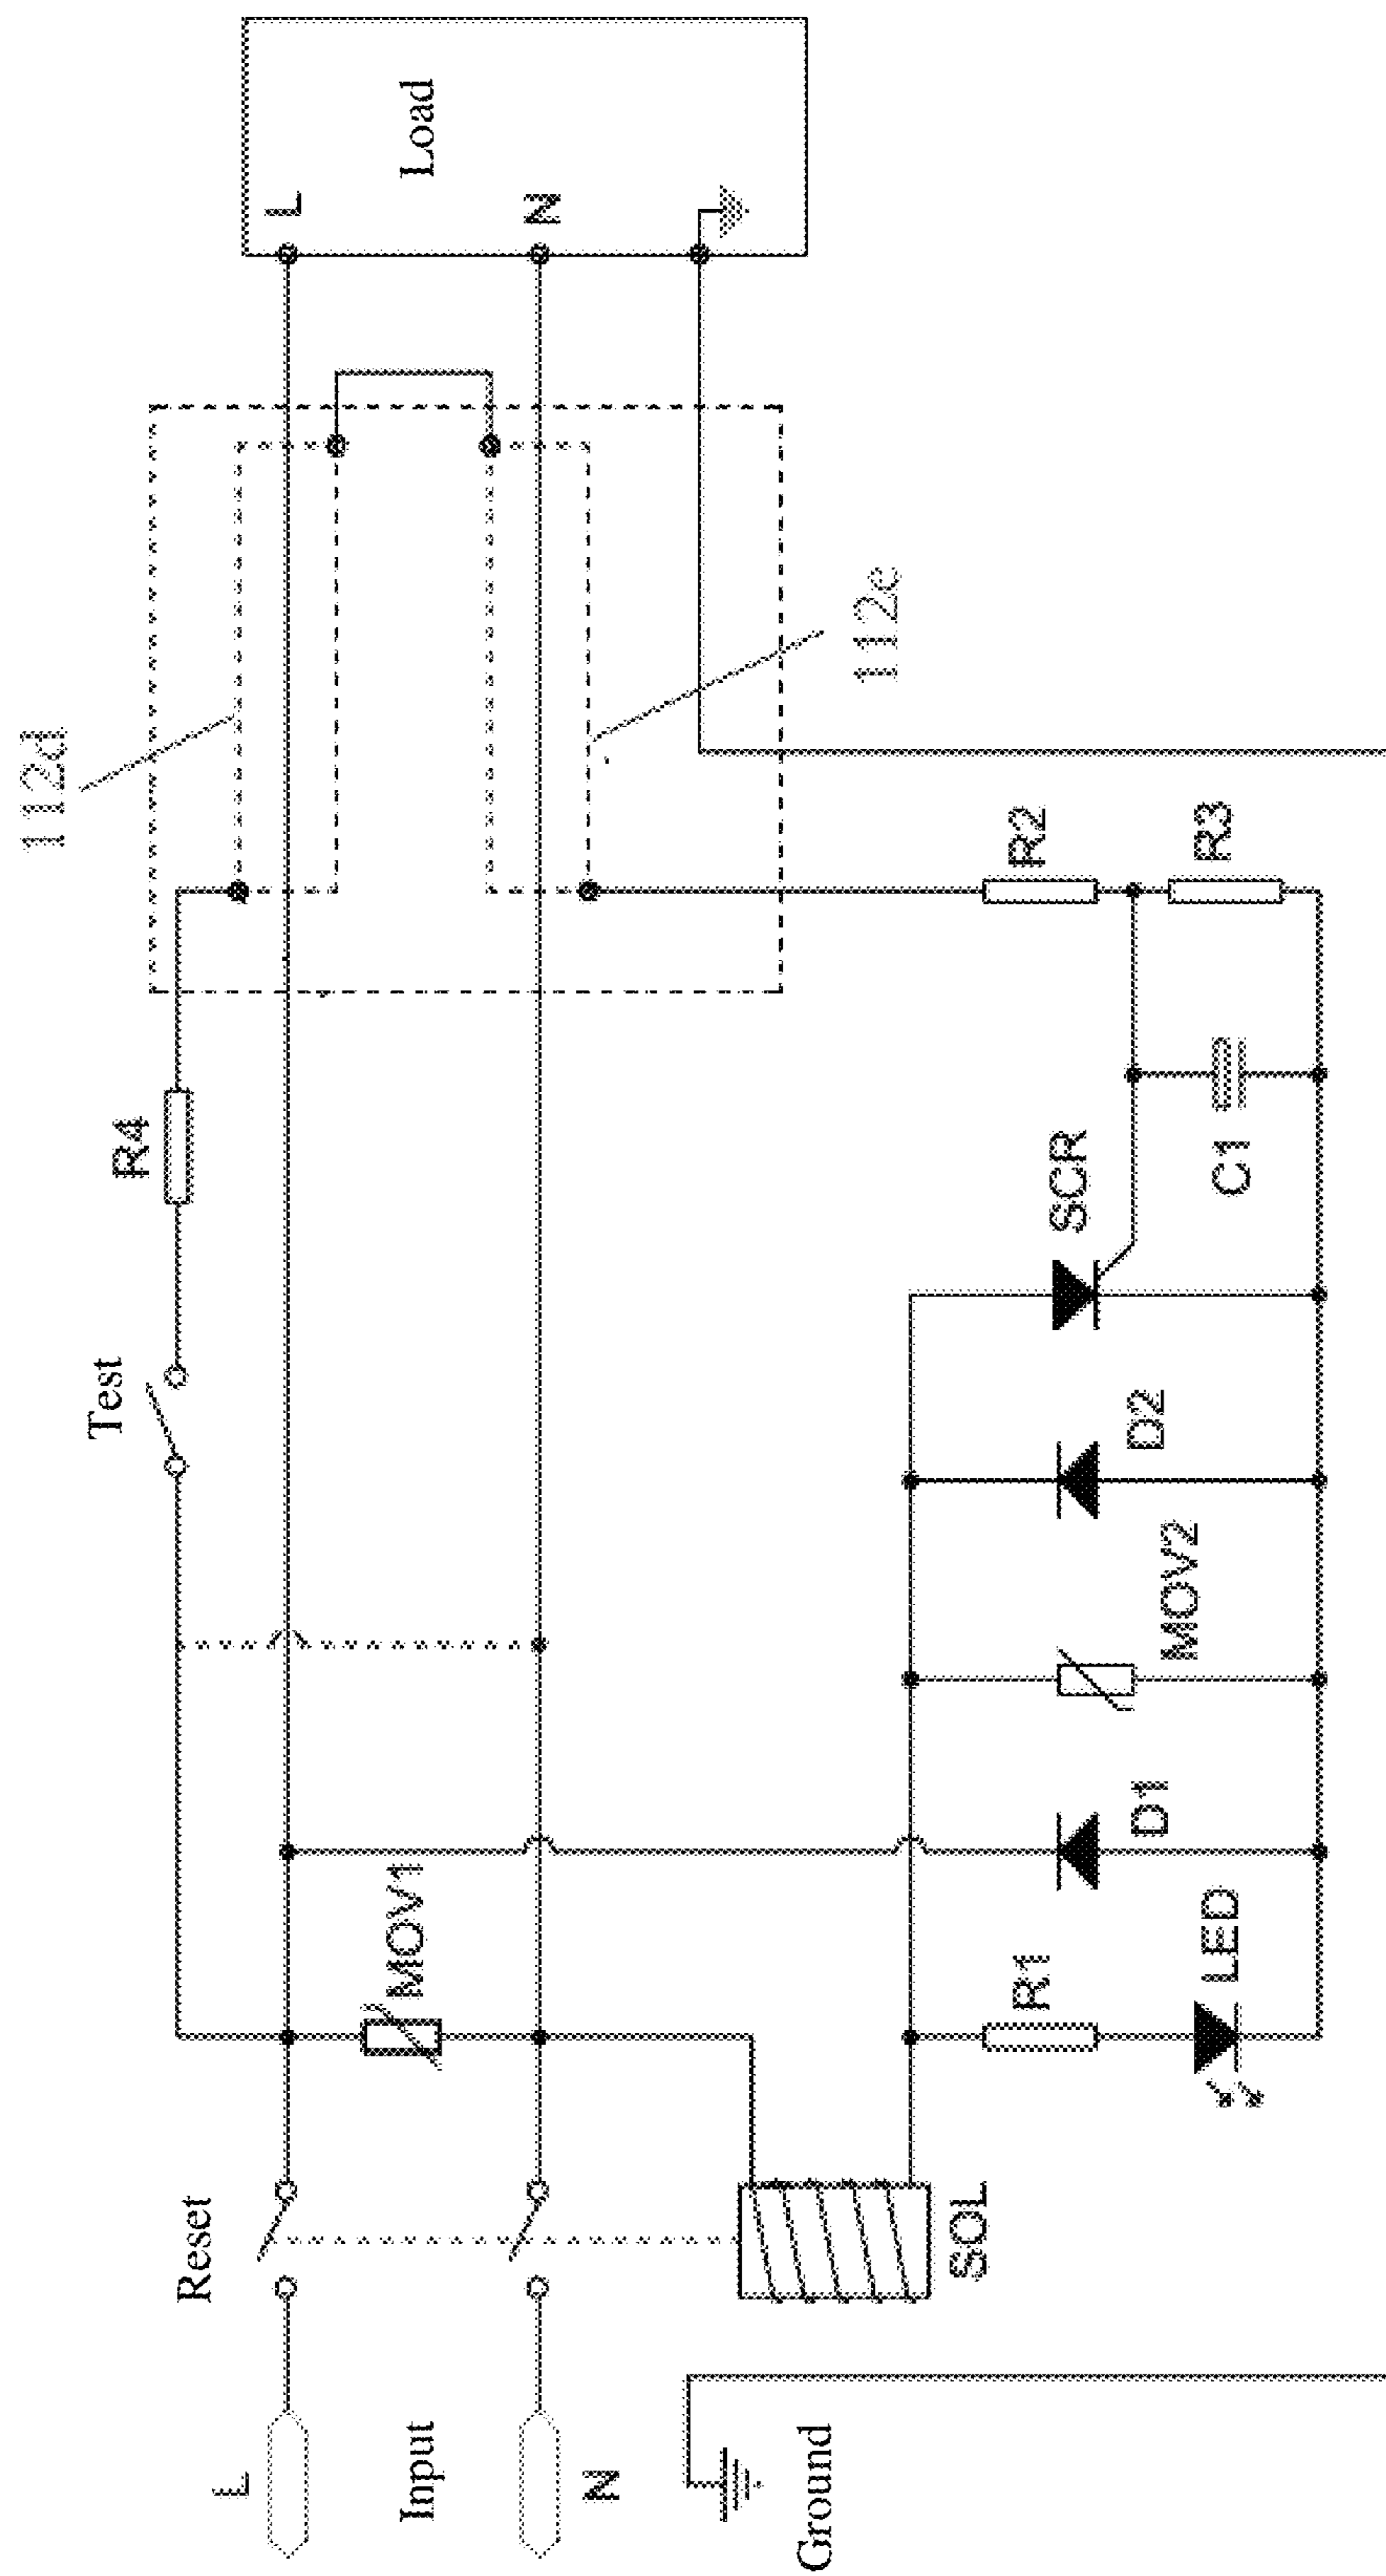 L
Input
N
Ground
Reset
SOL
MOV1
R1
LED
D1
MOV2
D2
Test
SCR
R4
C1
R2
R3
112d
112e
L
N
Load